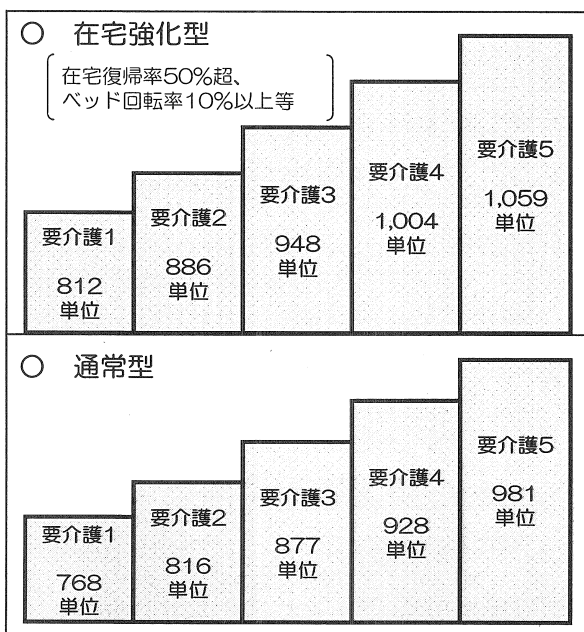 ○ 在宅強化型
在宅復帰率50%超、
ベッド回転率10%以上等
要介護1
812
単位
要介護2
886
単位
要介護3
948
単位
要介護4
1,004
単位
要介護5
1,059
単位
○ 通常型
要介護1
768
単位
要介護2
816
単位
要介護3
877
単位
要介護4
928
単位
要介護5
981
単位